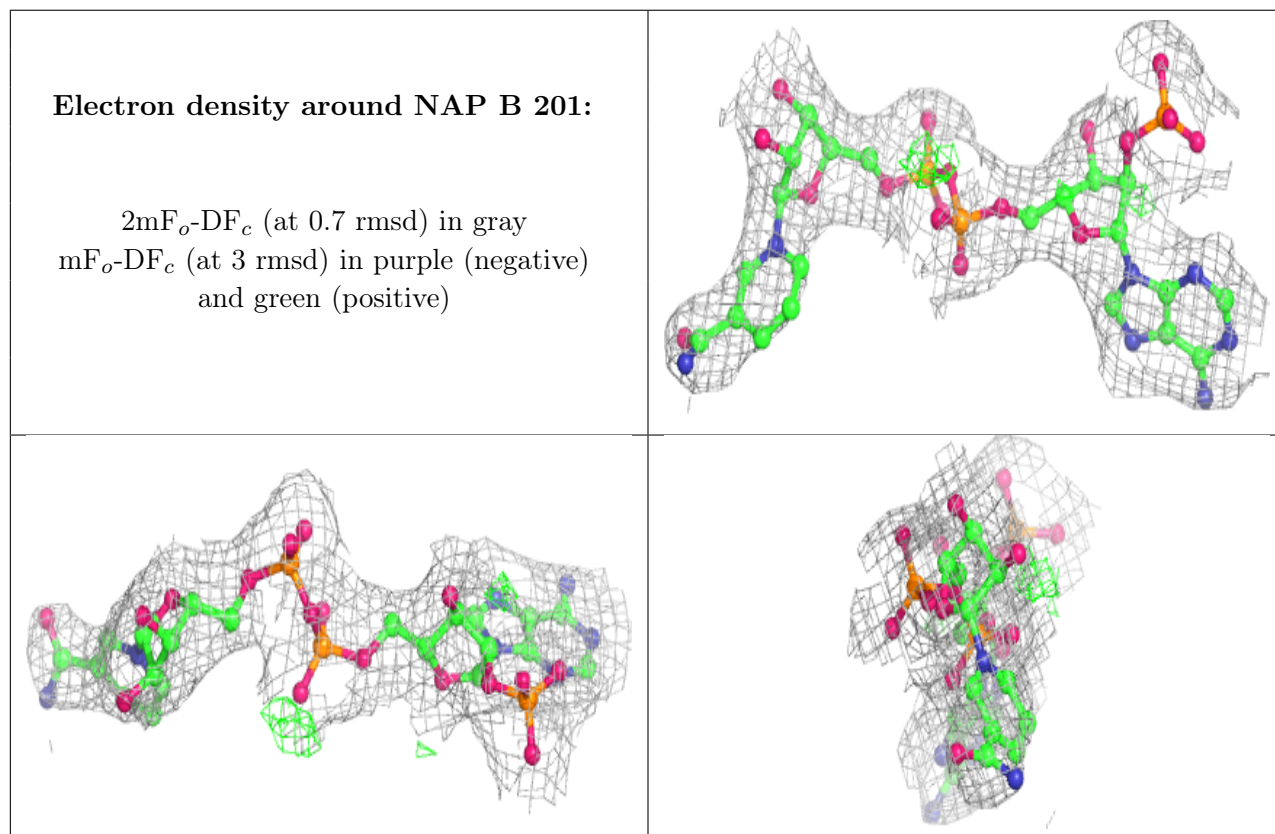 Electron density around NAP B 201:
2mFo-DFc (at 0.7 rmsd) in gray
mFo-DFc (at 3 rmsd) in purple (negative)
and green (positive)